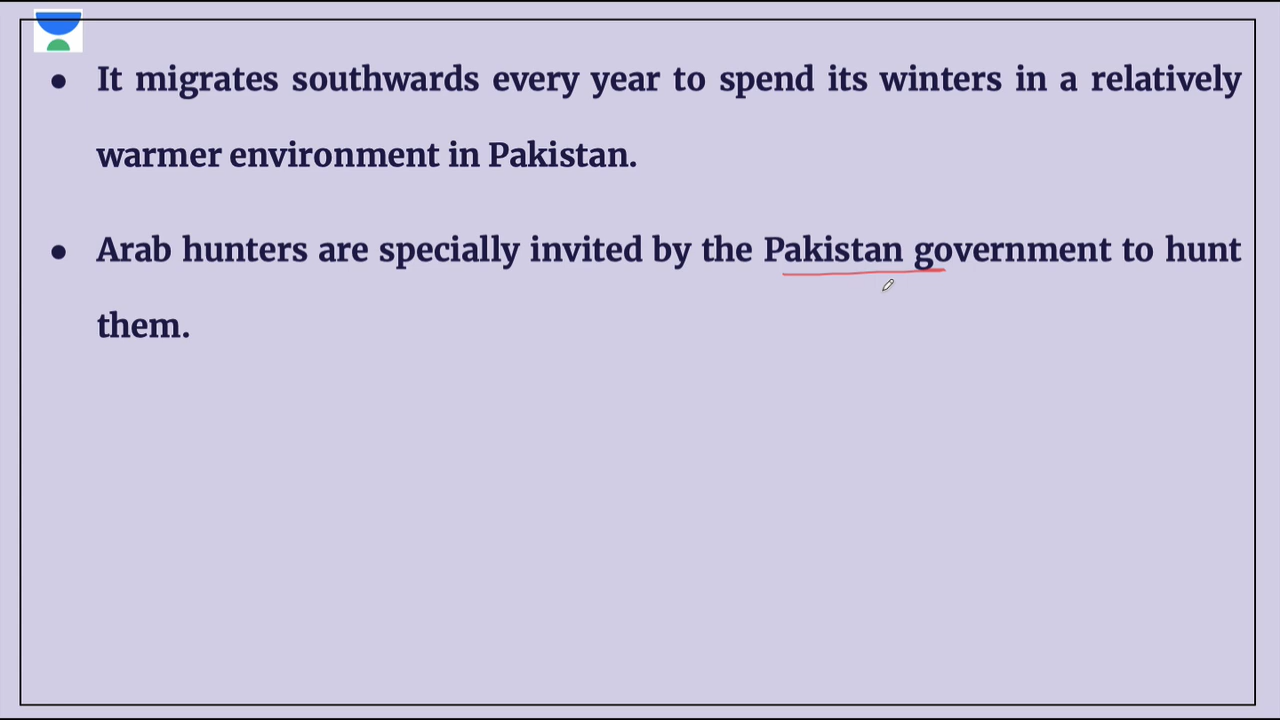 ● It migrates southwards every year to spend its winters in a relatively
warmer environment in Pakistan.
● Arab hunters are specially invited by the Pakistan government to hunt
them.